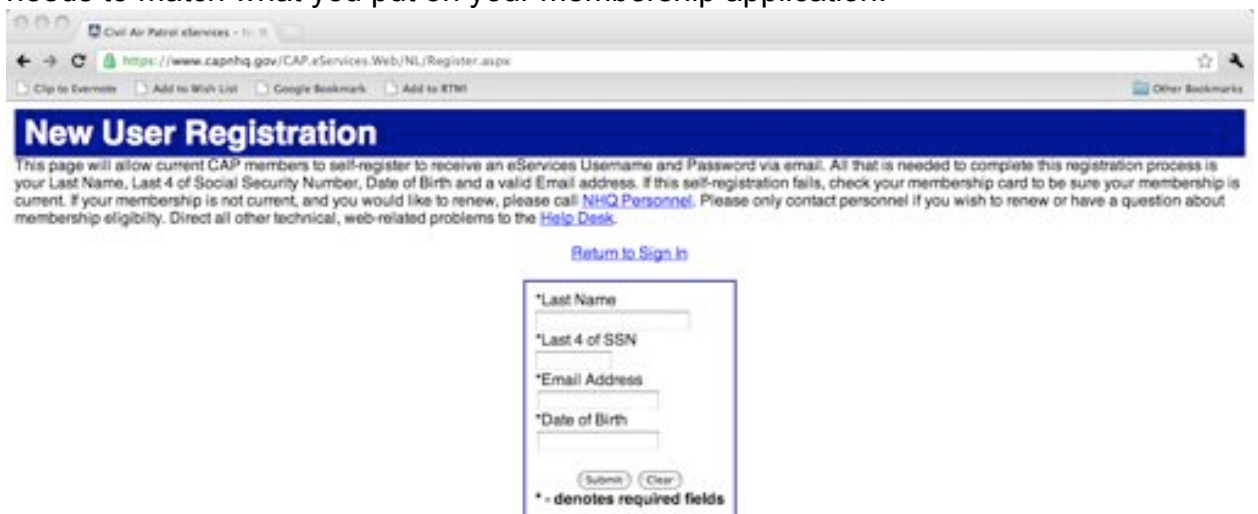 needs to match what you put on your membership application.
Civil Air Patrol eServices -
https://www.capnhq.gov/CAP.eServices.Web/NL/Register.aspx
Clip to Evernote Add to Wish List Google Bookmark Add to RTM! Other Bookmarks
New User Registration
This page will allow current CAP members to self-register to receive an eServices Username and Password via email. All that is needed to complete this registration process is
your Last Name, Last 4 of Social Security Number, Date of Birth and a valid Email address. If this self-registration fails, check your membership card to be sure your membership is
current. If your membership is not current, and you would like to renew, please call NHQ Personnel. Please only contact personnel if you wish to renew or have a question about
membership eligibilty. Direct all other technical, web-related problems to the Help Desk.
Return to Sign In
*Last Name
*Last 4 of SSN
*Email Address
*Date of Birth
Submit Clear
* - denotes required fields